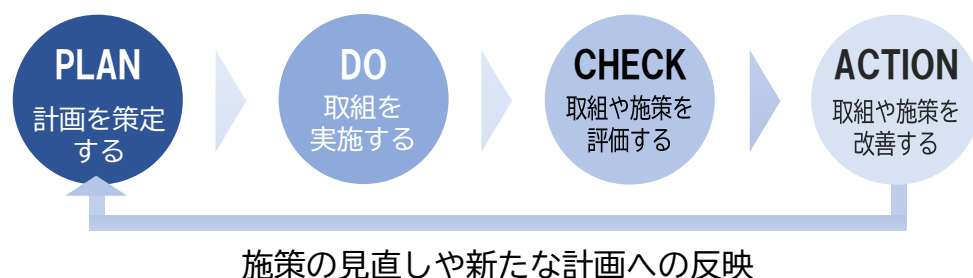 PLAN
計画を策定
する
DO
取組を
実施する
CHECK
取組や施策を
評価する
ACTION
取組や施策を
改善する
施策の見直しや新たな計画への反映